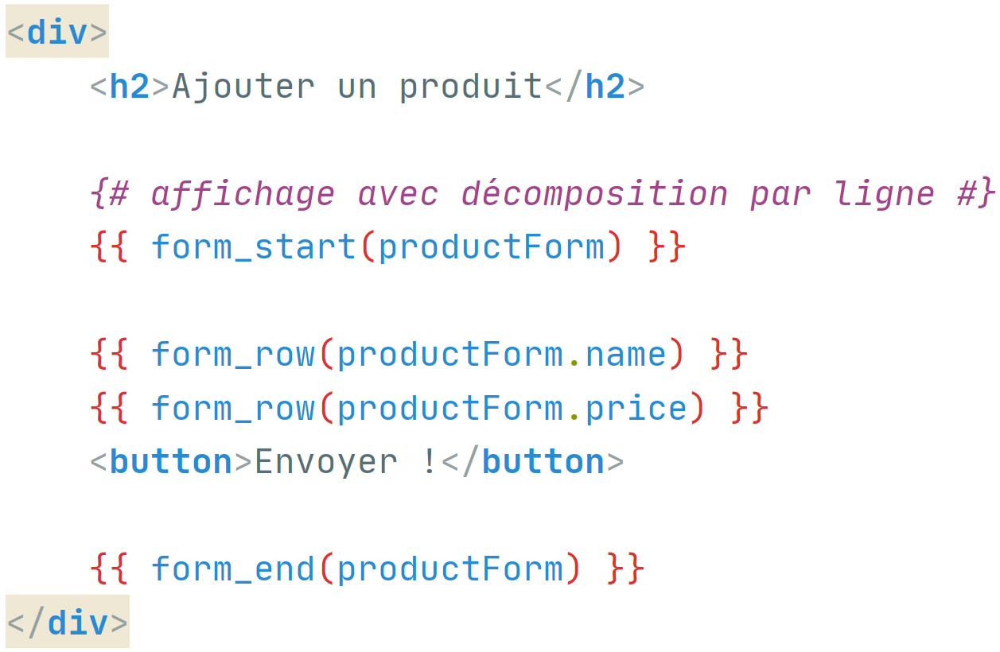 <div>
<h2>Ajouter un produit</h2>
{# affichage avec décomposition par ligne #}
{{ form_start(productForm) }}
{{ form_row(productForm.name) }}
{{ form_row(productForm.price) }}
<button>Envoyer !</button>
{{ form_end(productForm) }}
</div>